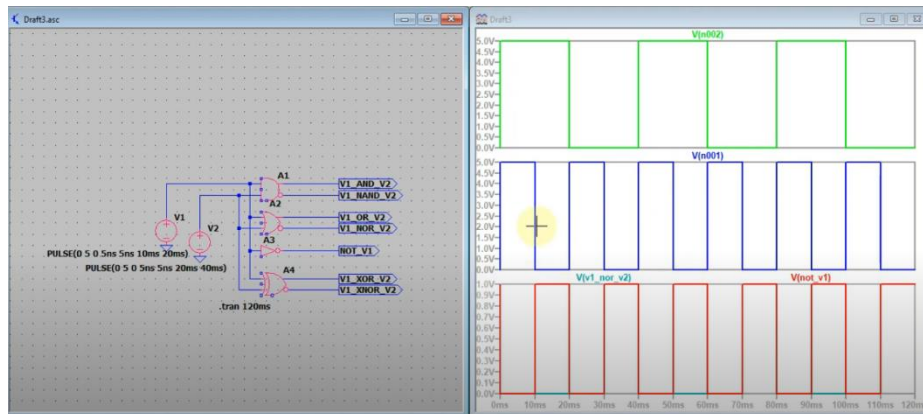 Draft3.asc
A1
V1_AND_V2
V1_NAND_V2
A2
V1_OR_V2
V1_NOR_V2
V1
V2
A3
NOT_V1
PULSE(0 5 0 5ns 5ns 10ms 20ms)
PULSE(0 5 0 5ns 5ns 20ms 40ms)
A4
V1_XOR_V2
V1_XNOR_V2
.tran 120ms
Draft3
V(n002)
5.0V
4.5V
4.0V
3.5V
3.0V
2.5V
2.0V
1.5V
1.0V
0.5V
0.0V
V(n001)
5.0V
4.5V
4.0V
3.5V
3.0V
2.5V
2.0V
1.5V
1.0V
0.5V
0.0V
V(v1_nor_v2) V(not_v1)
1.0V
0.9V
0.8V
0.7V
0.6V
0.5V
0.4V
0.3V
0.2V
0.1V
0.0V
0ms 10ms 20ms 30ms 40ms 50ms 60ms 70ms 80ms 90ms 100ms 110ms